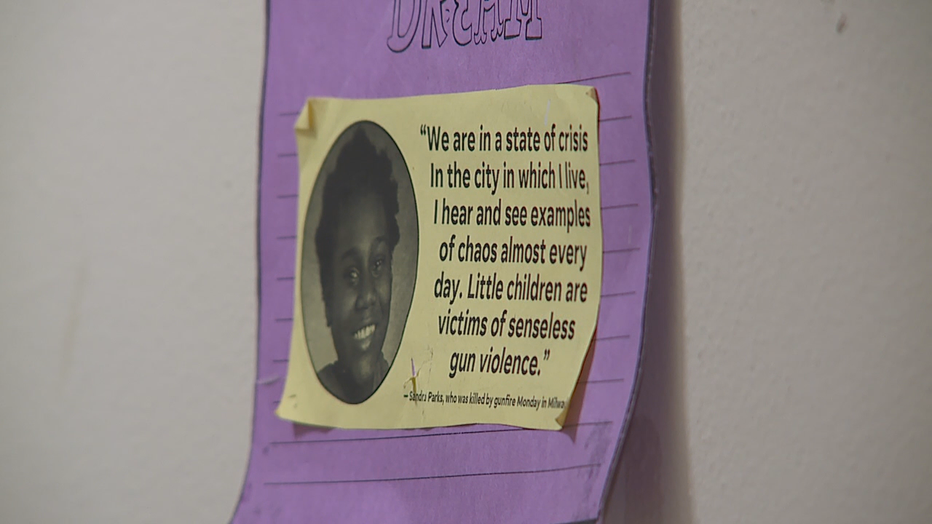 DREAM
“We are in a state of crisis
In the city in which I live,
I hear and see examples
of chaos almost every
day. Little children are
victims of senseless
gun violence.”
– Sandra Parks, who was killed by gunfire Monday in